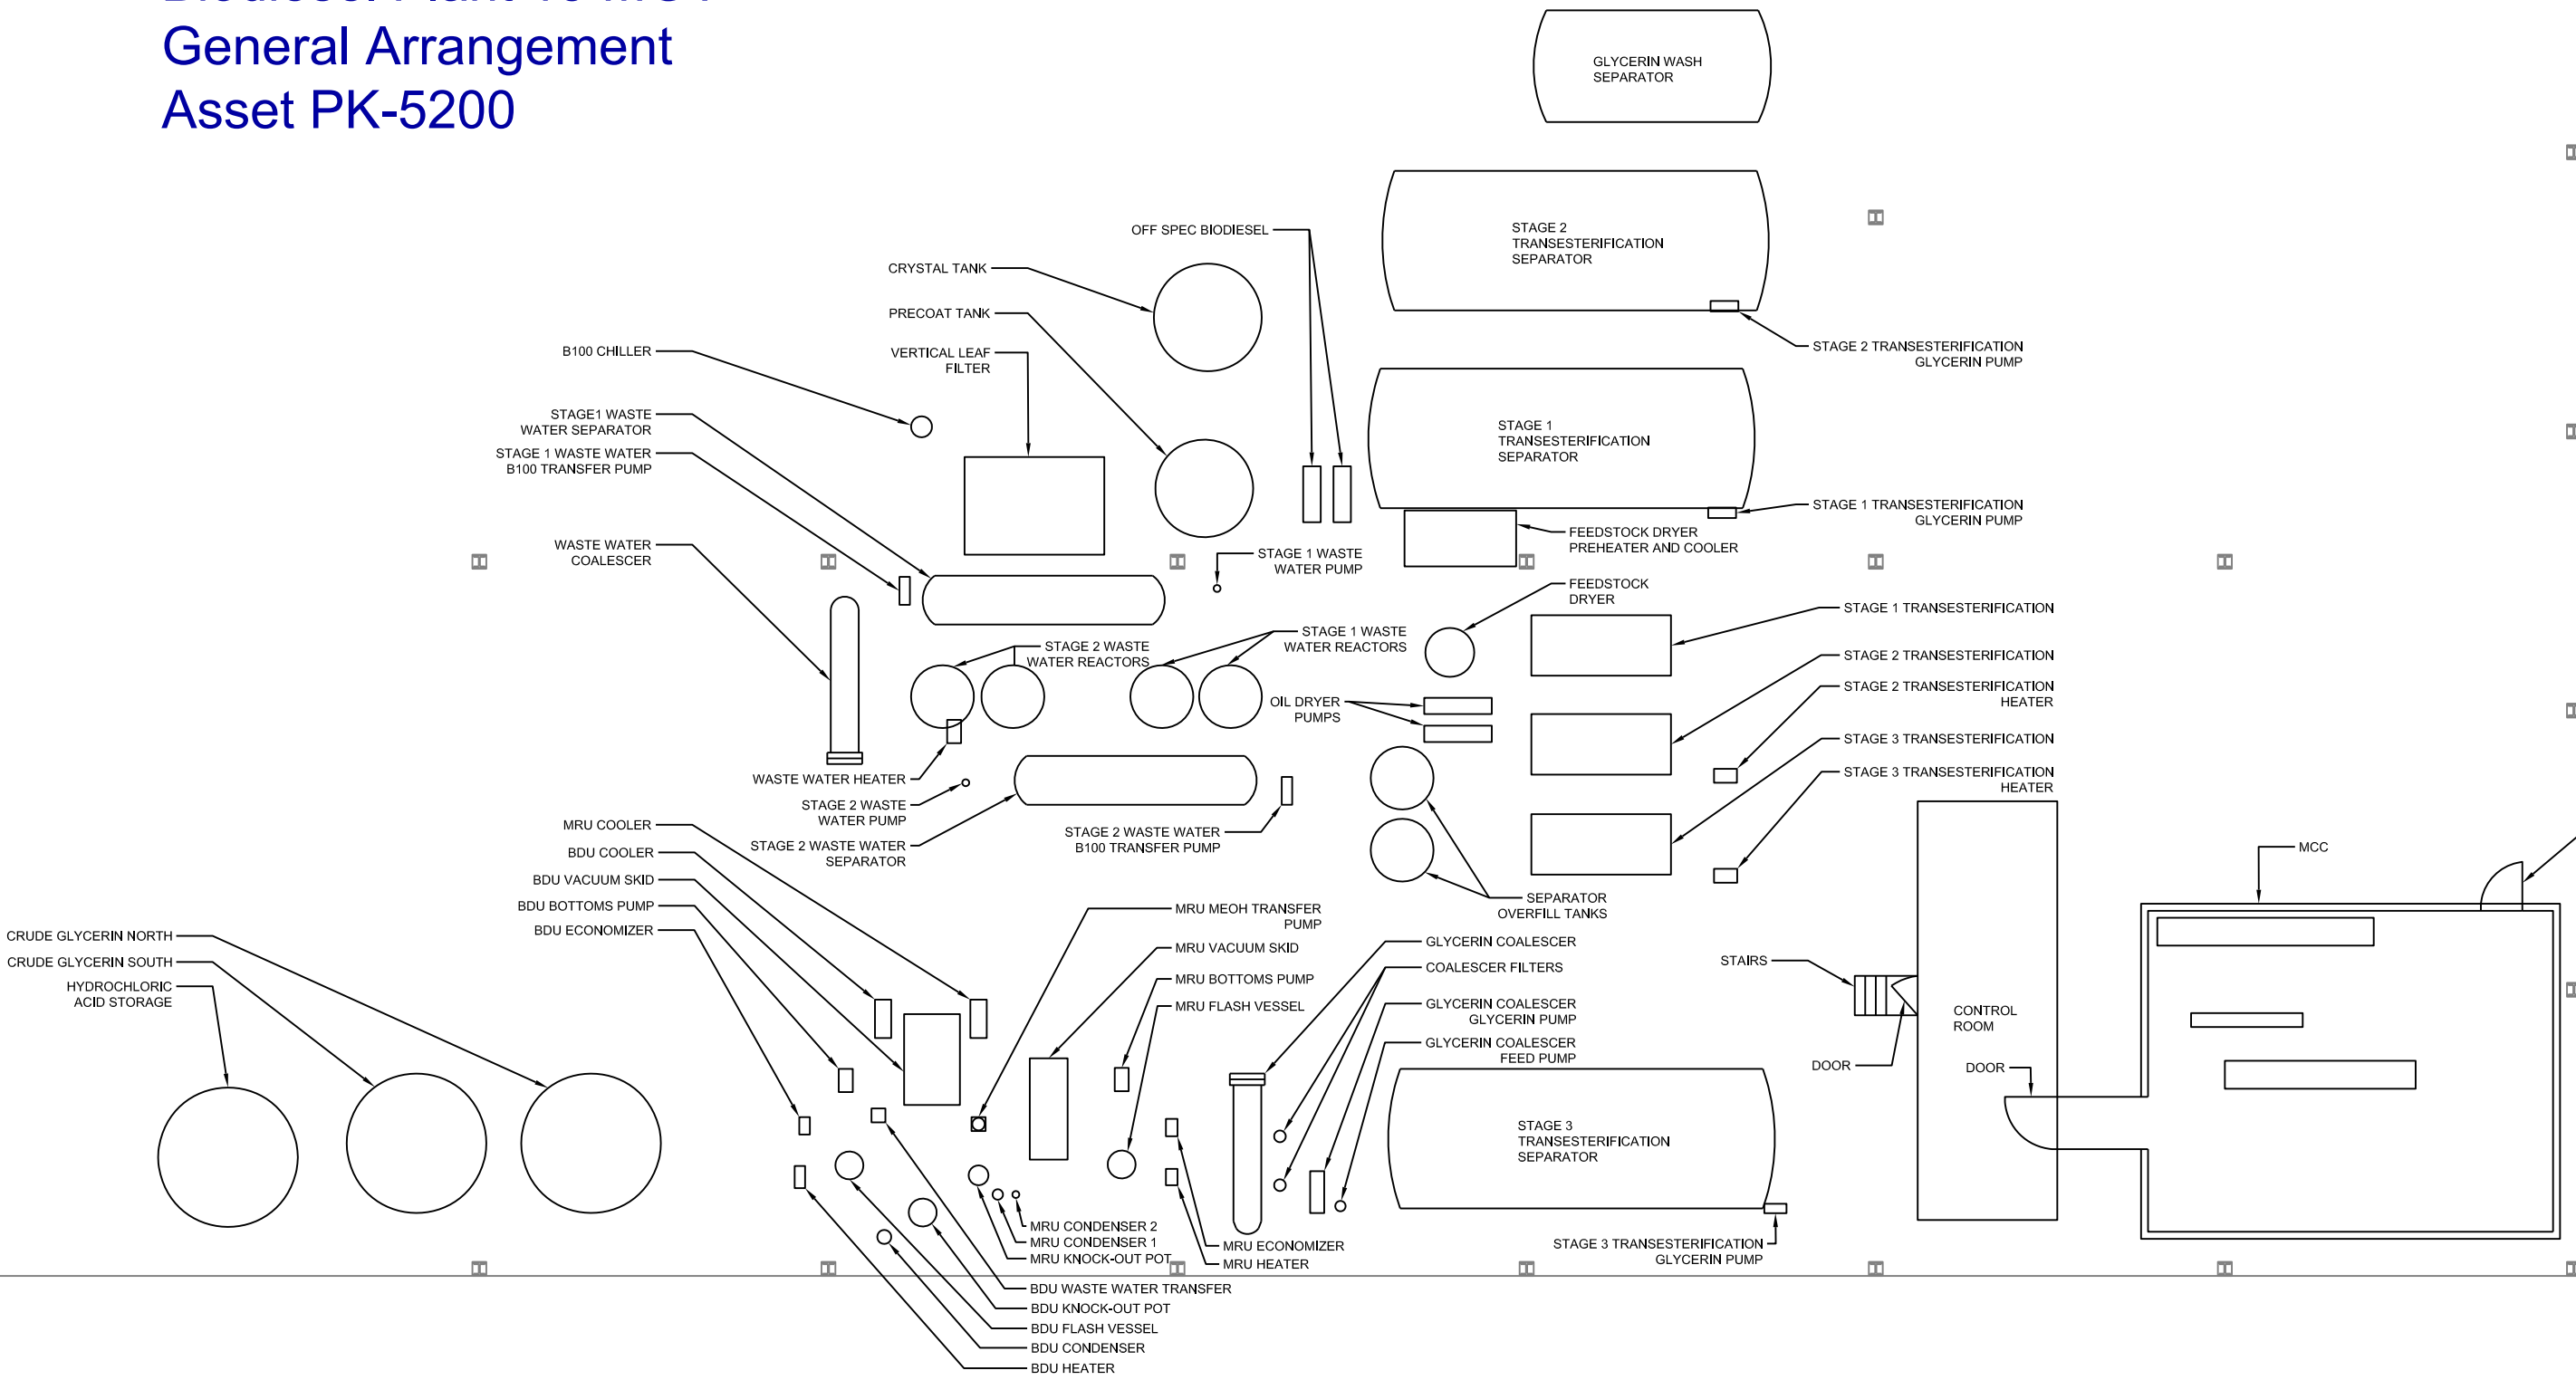 General Arrangement
Asset PK-5200
GLYCERIN WASH
SEPARATOR
STAGE 2
TRANSESTERIFICATION
SEPARATOR
OFF SPEC BIODIESEL
CRYSTAL TANK
PRECOAT TANK
VERTICAL LEAF
FILTER
B100 CHILLER
STAGE1 WASTE
WATER SEPARATOR
STAGE 1 WASTE WATER
B100 TRANSFER PUMP
WASTE WATER
COALESCER
STAGE 2 TRANSESTERIFICATION
GLYCERIN PUMP
STAGE 1
TRANSESTERIFICATION
SEPARATOR
STAGE 1 TRANSESTERIFICATION
GLYCERIN PUMP
FEEDSTOCK DRYER
PREHEATER AND COOLER
STAGE 1 WASTE
WATER PUMP
FEEDSTOCK
DRYER
STAGE 1 TRANSESTERIFICATION
STAGE 1 WASTE
WATER REACTORS
STAGE 2 WASTE
WATER REACTORS
STAGE 2 TRANSESTERIFICATION
STAGE 2 TRANSESTERIFICATION
HEATER
OIL DRYER
PUMPS
STAGE 3 TRANSESTERIFICATION
STAGE 3 TRANSESTERIFICATION
HEATER
WASTE WATER HEATER
STAGE 2 WASTE
WATER PUMP
STAGE 2 WASTE WATER
SEPARATOR
STAGE 2 WASTE WATER
B100 TRANSFER PUMP
MRU COOLER
BDU COOLER
BDU VACUUM SKID
BDU BOTTOMS PUMP
BDU ECONOMIZER
MCC
SEPARATOR
OVERFILL TANKS
MRU MEOH TRANSFER
PUMP
MRU VACUUM SKID
MRU BOTTOMS PUMP
MRU FLASH VESSEL
GLYCERIN COALESCER
COALESCER FILTERS
GLYCERIN COALESCER
GLYCERIN PUMP
GLYCERIN COALESCER
FEED PUMP
CRUDE GLYCERIN NORTH
CRUDE GLYCERIN SOUTH
HYDROCHLORIC
ACID STORAGE
STAIRS
CONTROL
ROOM
DOOR
DOOR
STAGE 3
TRANSESTERIFICATION
SEPARATOR
MRU CONDENSER 2
MRU CONDENSER 1
MRU KNOCK-OUT POT
MRU ECONOMIZER
MRU HEATER
STAGE 3 TRANSESTERIFICATION
GLYCERIN PUMP
BDU WASTE WATER TRANSFER
BDU KNOCK-OUT POT
BDU FLASH VESSEL
BDU CONDENSER
BDU HEATER